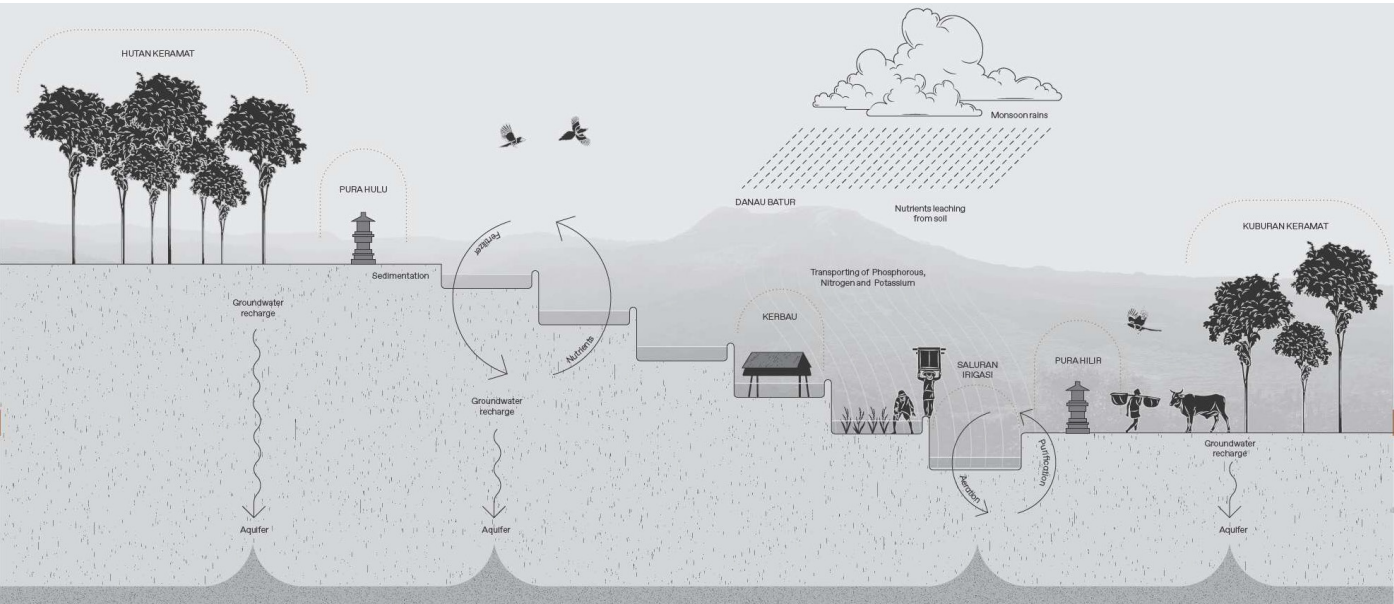 HUTAN KERAMAT
Monsoon rains
PURA HULU
DANAU BATUR
Nutrients leaching
from soil
KUBURAN KERAMAT
Fertilzer
Sedimentation
Transporting of Phosphorous,
Nitrogen and Potassium
Groundwater
recharge
KERBAU
Nutrients
SALURAN
IRIGASI
PURA HILIR
Groundwater
recharge
Groundwater
recharge
Purification
Aeration
Aquifer
Aquifer
Aquifer